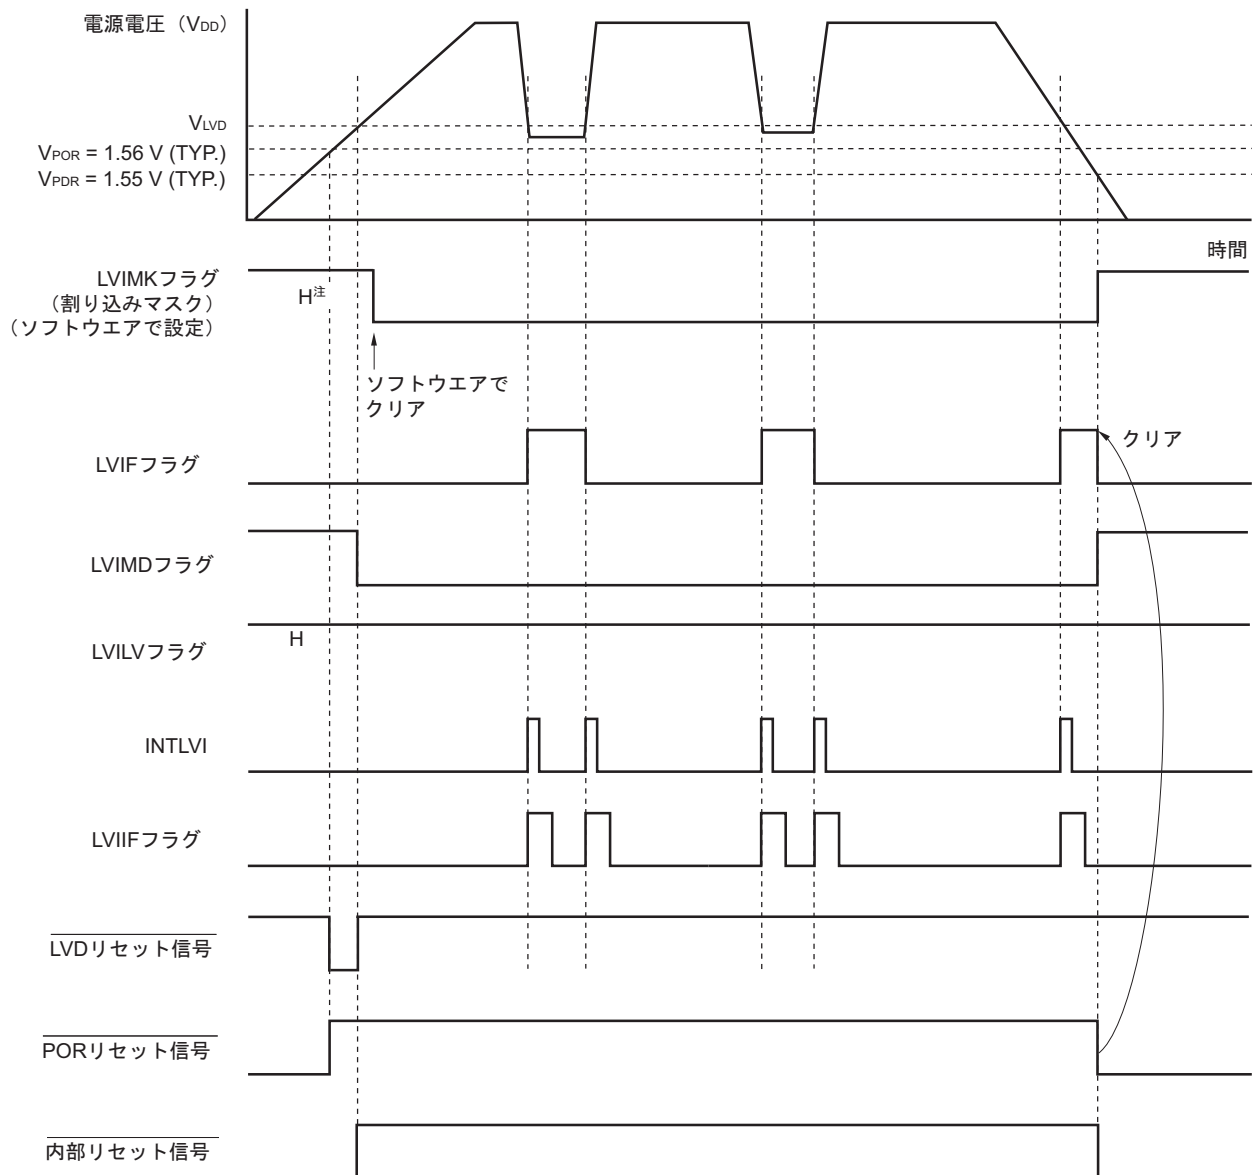 電源電圧（VDD）
VLVD
VPOR = 1.56 V (TYP.)
VPDR = 1.55 V (TYP.)
時間
LVIMKフラグ
（割り込みマスク）
（ソフトウエアで設定）
H注
ソフトウエアで
クリア
LVIFフラグ
クリア
LVIMDフラグ
H
LVILVフラグ
INTLVI
LVIIFフラグ
LVDリセット信号
PORリセット信号
内部リセット信号